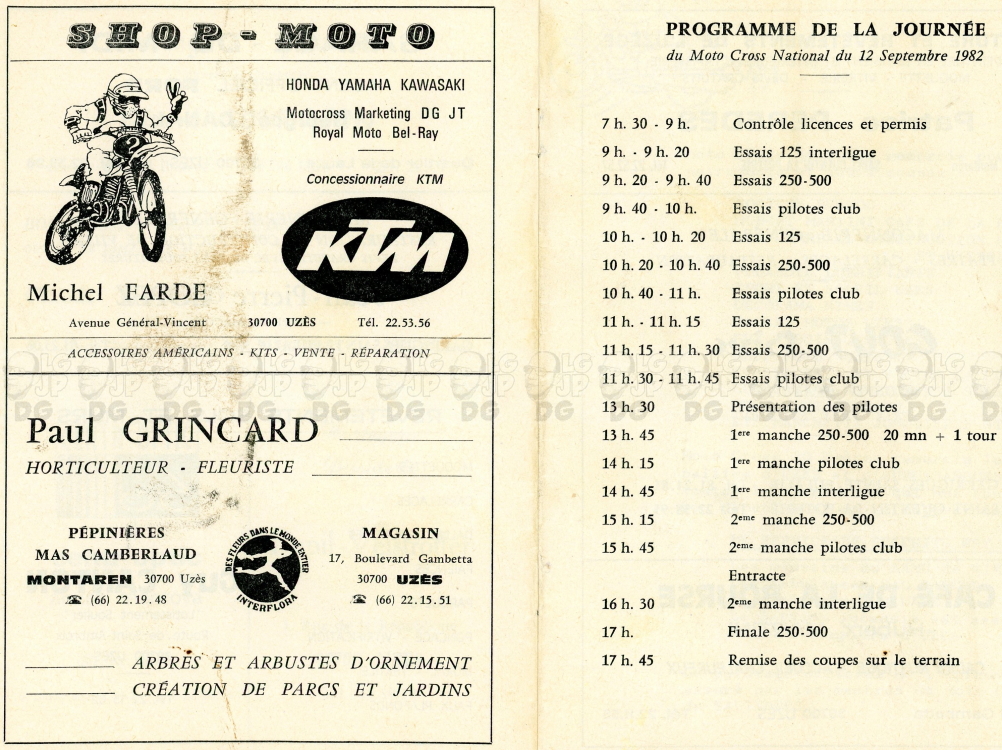 SHOP - MOTO
HONDA YAMAHA KAWASAKI
Motocross Marketing DG JT
Royal Moto Bel-Ray
Concessionnaire KTM
KTM
2
Michel FARDE
Avenue Général-Vincent 30700 UZÈS Tél. 22.53.56
ACCESSOIRES AMÉRICAINS - KITS - VENTE - RÉPARATION
Paul GRINCARD
HORTICULTEUR - FLEURISTE
PÉPINIÈRES
MAS CAMBERLAUD
MONTAREN 30700 Uzès
☎ (66) 22.19.48
DES FLEURS DANS LE MONDE ENTIER
INTERFLORA
MAGASIN
17, Boulevard Gambetta
30700 UZÈS
☎ (66) 22.15.51
ARBRES ET ARBUSTES D'ORNEMENT
CRÉATION DE PARCS ET JARDINS
PROGRAMME DE LA JOURNÉE
du Moto Cross National du 12 Septembre 1982
7 h. 30 - 9 h. Contrôle licences et permis
9 h. - 9 h. 20 Essais 125 interligue
9 h. 20 - 9 h. 40 Essais 250-500
9 h. 40 - 10 h. Essais pilotes club
10 h. - 10 h. 20 Essais 125
10 h. 20 - 10 h. 40 Essais 250-500
10 h. 40 - 11 h. Essais pilotes club
11 h. - 11 h. 15 Essais 125
11 h. 15 - 11 h. 30 Essais 250-500
11 h. 30 - 11 h. 45 Essais pilotes club
13 h. 30 Présentation des pilotes
13 h. 45 1ere manche 250-500 20 mn + 1 tour
14 h. 15 1ere manche pilotes club
14 h. 45 1ere manche interligue
15 h. 15 2eme manche 250-500
15 h. 45 2eme manche pilotes club
Entracte
16 h. 30 2eme manche interligue
17 h. Finale 250-500
17 h. 45 Remise des coupes sur le terrain